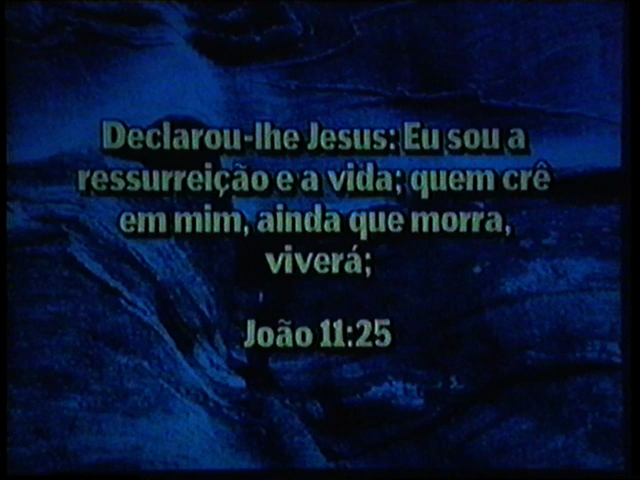 Declarou-lhe Jesus: Eu sou a
ressurreição e a vida; quem crê
em mim, ainda que morra,
viverá;
João 11:25